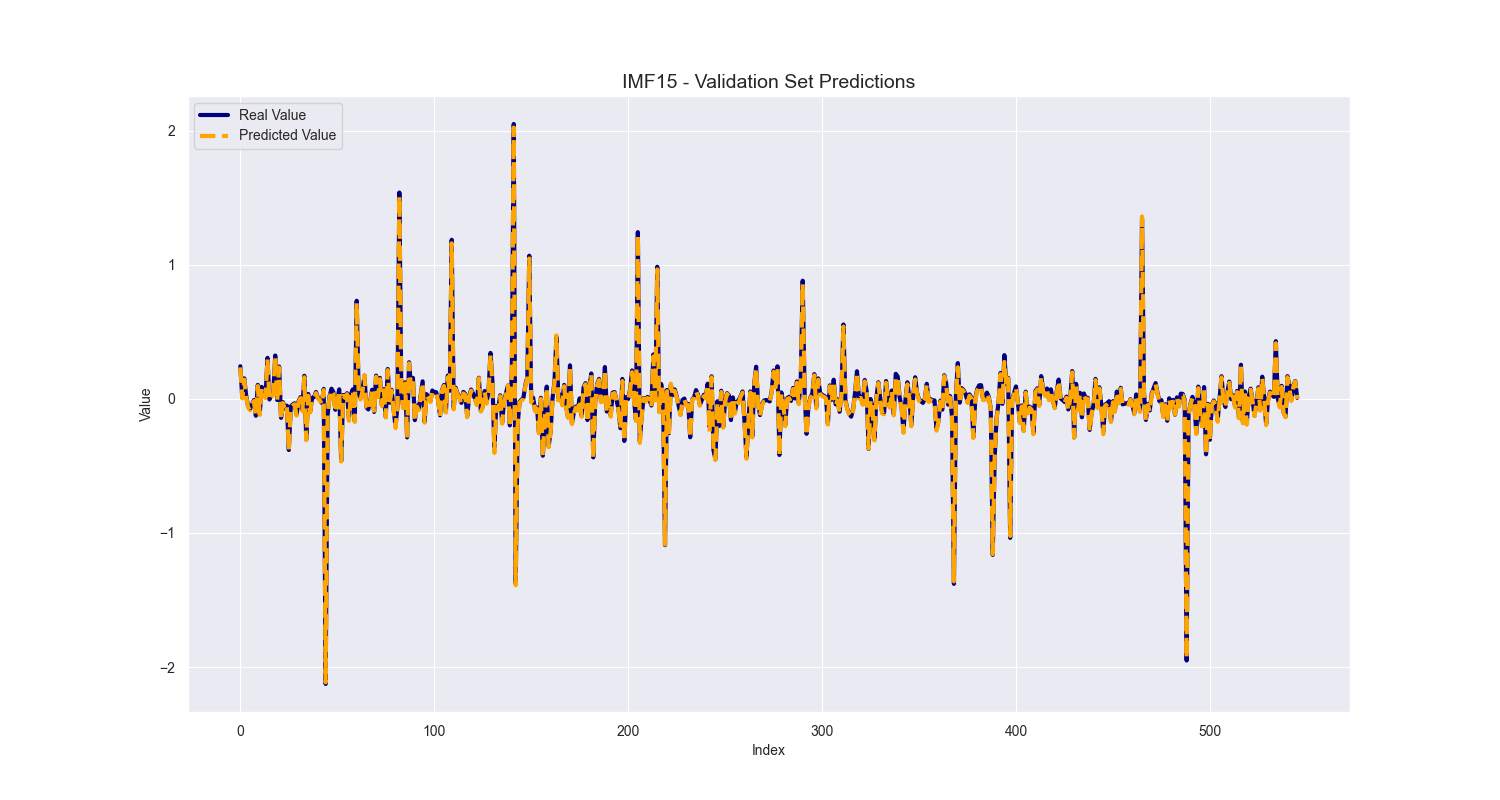 IMF15 - Validation Set Predictions
Real Value
Predicted Value
2
1
0
−1
−2
Value
0
100
200
300
400
500
Index